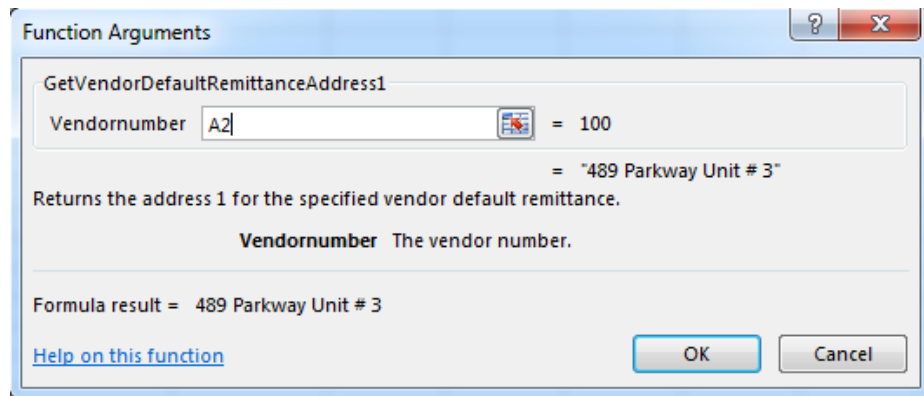 Function Arguments
? X
GetVendorDefaultRemittanceAddress1
Vendornumber A2 = 100
= "489 Parkway Unit # 3"
Returns the address 1 for the specified vendor default remittance.
Vendornumber The vendor number.
Formula result = 489 Parkway Unit # 3
Help on this function OK Cancel